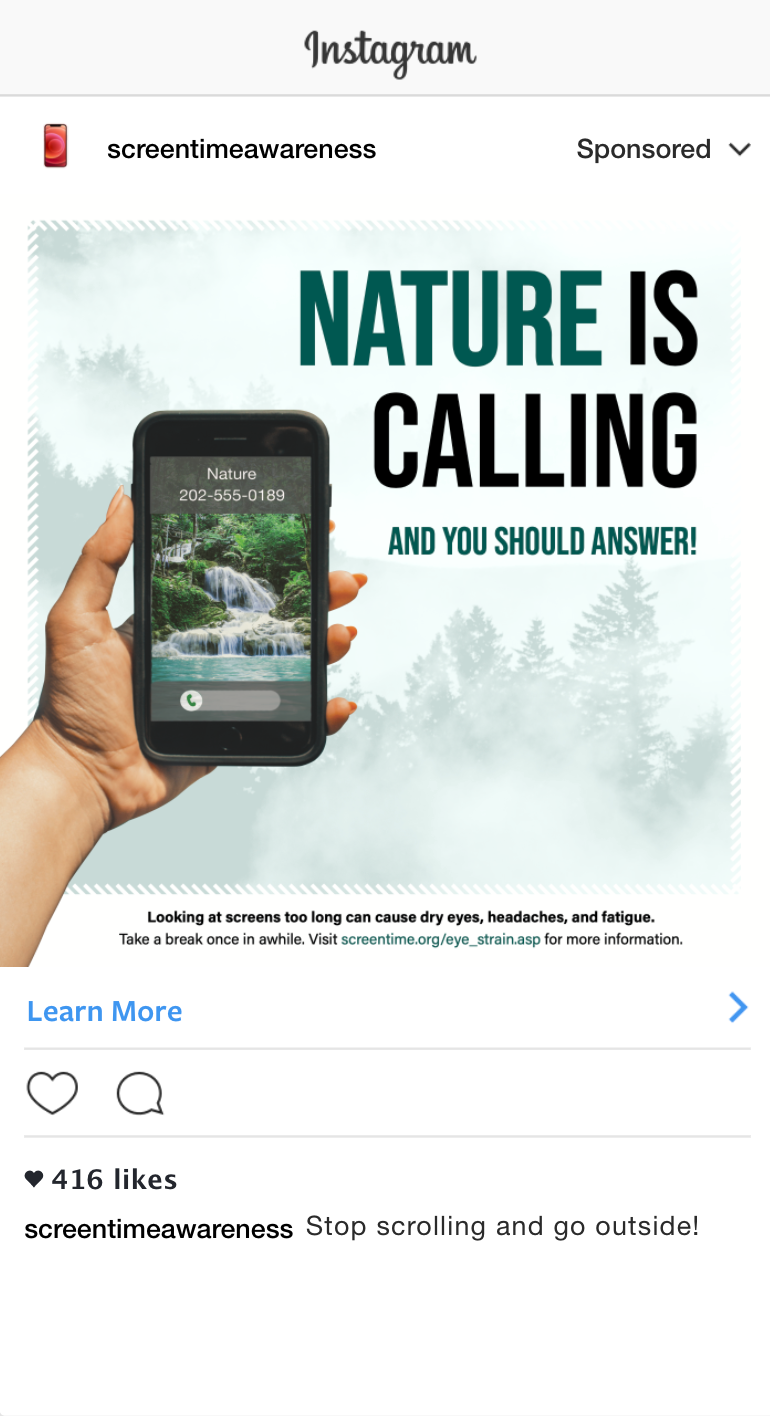 Instagram
screentimeawareness
Sponsored
NATURE IS
CALLING
AND YOU SHOULD ANSWER!
Nature
202-555-0189
Looking at screens too long can cause dry eyes, headaches, and fatigue.
Take a break once in awhile. Visit screentime.org/eye_strain.asp for more information.
Learn More
416 likes
screentimeawareness Stop scrolling and go outside!